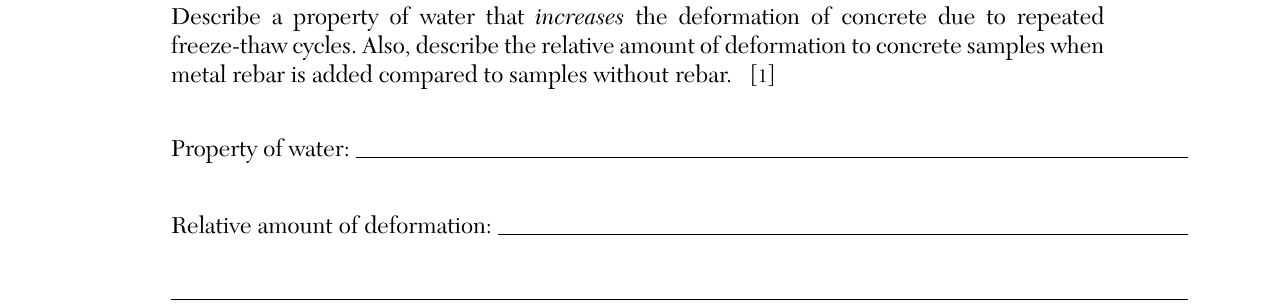 Describe a property of water that increases the deformation of concrete due to repeated
freeze-thaw cycles. Also, describe the relative amount of deformation to concrete samples when
metal rebar is added compared to samples without rebar. [1]
Property of water:
Relative amount of deformation: